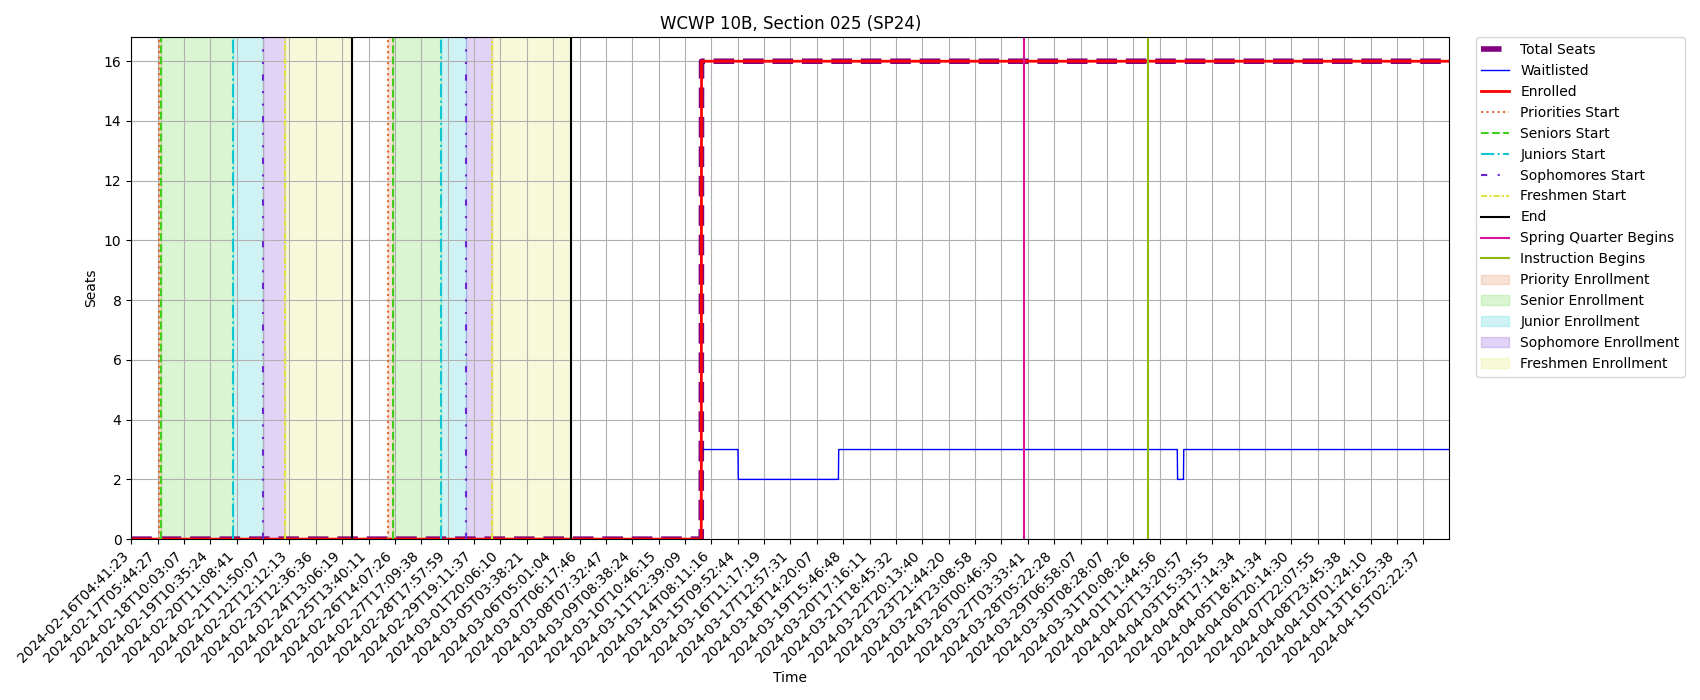 WCWP 10B, Section 025 (SP24)
Seats
16
14
12
10
8
6
4
2
0
2024-02-16T04:41:23
2024-02-17T05:44:27
2024-02-18T10:03:07
2024-02-19T10:35:24
2024-02-20T11:08:41
2024-02-21T11:50:07
2024-02-22T12:12:13
2024-02-23T12:36:36
2024-02-24T13:06:19
2024-02-25T13:40:11
2024-02-26T14:07:26
2024-02-27T17:09:38
2024-02-28T17:57:59
2024-02-29T19:11:37
2024-03-01T20:06:10
2024-03-05T03:38:21
2024-03-06T05:01:04
2024-03-07T06:17:46
2024-03-08T07:32:47
2024-03-09T08:38:24
2024-03-10T10:46:15
2024-03-11T12:39:09
2024-03-14T08:11:16
2024-03-15T09:52:44
2024-03-16T11:17:19
2024-03-17T12:57:31
2024-03-18T14:20:07
2024-03-19T15:46:48
2024-03-20T17:16:11
2024-03-21T18:45:32
2024-03-22T20:13:40
2024-03-23T21:44:20
2024-03-24T23:08:58
2024-03-26T00:46:30
2024-03-27T03:33:41
2024-03-28T05:22:28
2024-03-29T06:58:07
2024-03-30T08:28:07
2024-03-31T10:08:26
2024-04-01T11:44:56
2024-04-02T13:20:57
2024-04-03T15:33:55
2024-04-04T17:14:34
2024-04-05T18:41:34
2024-04-06T20:14:30
2024-04-07T22:07:55
2024-04-08T23:45:38
2024-04-10T01:24:10
2024-04-13T16:25:38
2024-04-15T02:22:37
Time
Total Seats
Waitlisted
Enrolled
Priorities Start
Seniors Start
Juniors Start
Sophomores Start
Freshmen Start
End
Spring Quarter Begins
Instruction Begins
Priority Enrollment
Senior Enrollment
Junior Enrollment
Sophomore Enrollment
Freshmen Enrollment